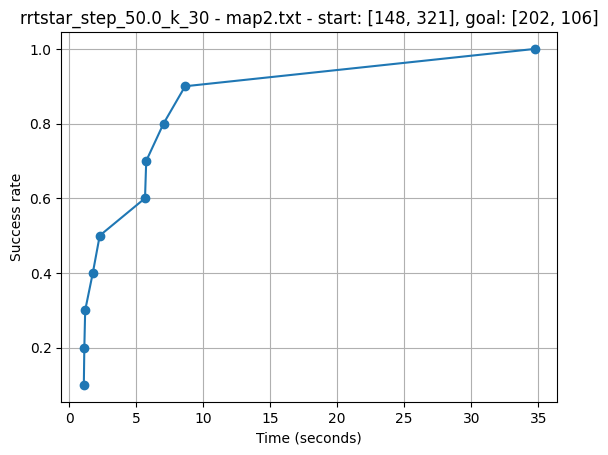 rrtstar_step_50.0_k_30 - map2.txt - start: [148, 321], goal: [202, 106]
1.0
0.8
0.6
0.4
0.2
Success rate
0 5 10 15 20 25 30 35
Time (seconds)